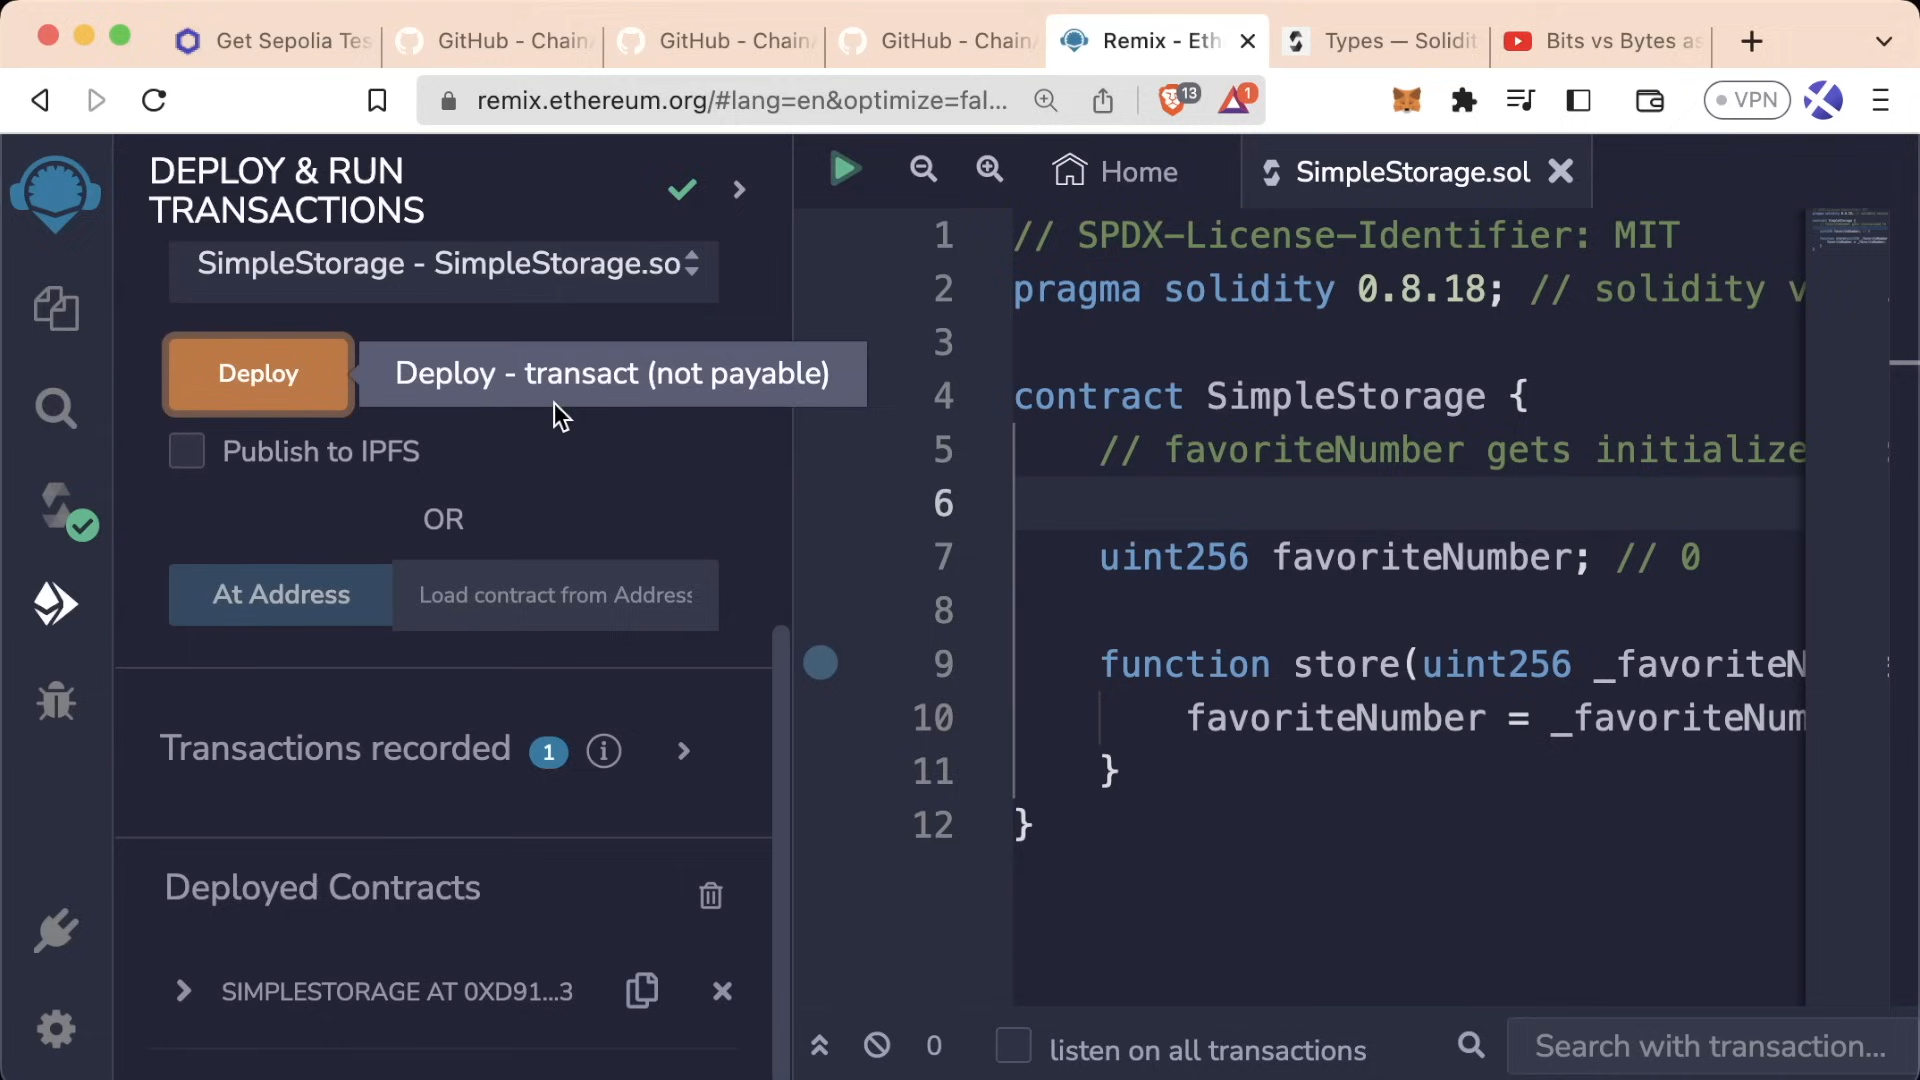 Get Sepolia Tes
GitHub - Chain
GitHub - Chain
GitHub - Chain
Remix - Eth
Types — Solidit
Bits vs Bytes as
remix.ethereum.org/#lang=en&optimize=fal...
13
1
VPN
DEPLOY & RUN
TRANSACTIONS
SimpleStorage - SimpleStorage.so
Deploy
Deploy - transact (not payable)
Publish to IPFS
OR
At Address
Load contract from Address
Transactions recorded 1 i
Deployed Contracts
SIMPLESTORAGE AT 0XD91...3
Home
SimpleStorage.sol
1 // SPDX-License-Identifier: MIT
2 pragma solidity 0.8.18; // solidity v
3
4 contract SimpleStorage {
5 // favoriteNumber gets initialize
6
7 uint256 favoriteNumber; // 0
8
9 function store(uint256 _favoriteN
10 favoriteNumber = _favoriteNum
11 }
12 }
0
listen on all transactions
Search with transaction...